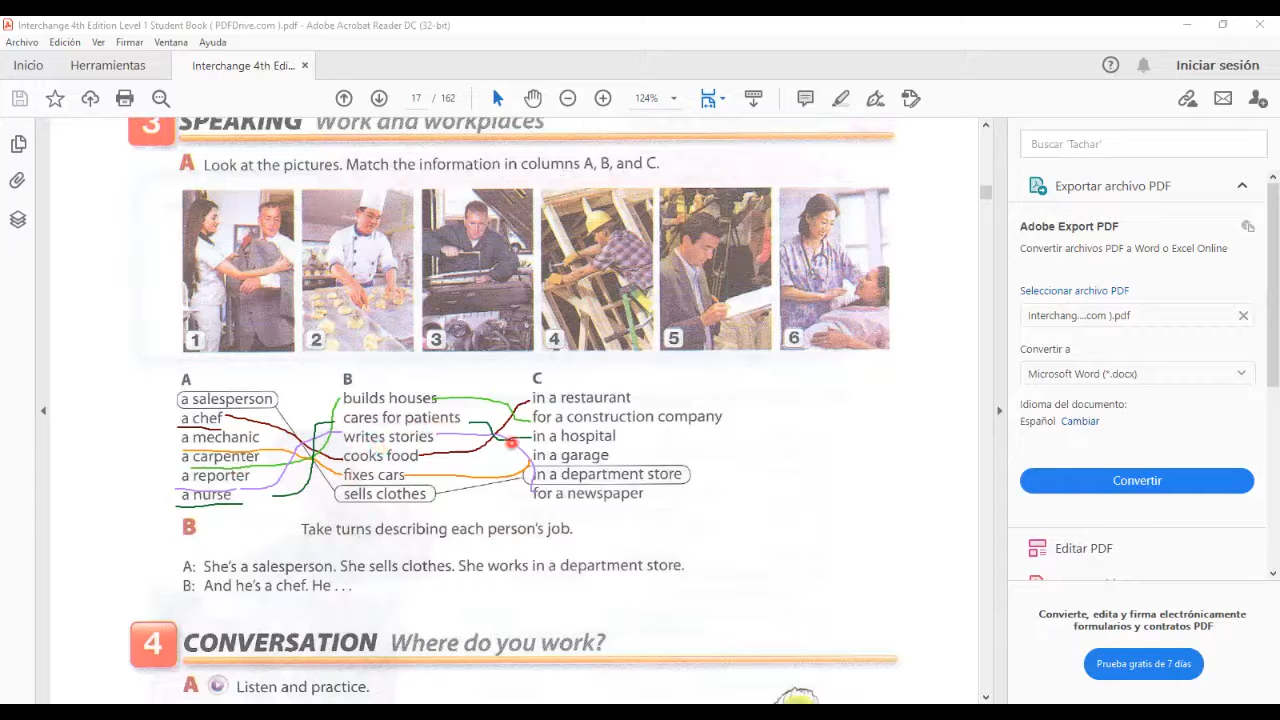 Interchange 4th Edition Level 1 Student Book ( PDFDrive.com ).pdf - Adobe Acrobat Reader DC (32-bit)
Archivo Edición Ver Firmar Ventana Ayuda
Inicio Herramientas Interchange 4th Edi... × Iniciar sesión
17 / 162 124%
3 SPEAKING Work and workplaces
A Look at the pictures. Match the information in columns A, B, and C.
1 2 3 4 5 6
A B C
a salesperson builds houses in a restaurant
a chef cares for patients for a construction company
a mechanic writes stories in a hospital
a carpenter cooks food in a garage
a reporter fixes cars in a department store
a nurse sells clothes for a newspaper
B Take turns describing each person's job.
A: She's a salesperson. She sells clothes. She works in a department store.
B: And he's a chef. He . . .
4 CONVERSATION Where do you work?
A Listen and practice.
Buscar 'Tachar'
Exportar archivo PDF
Adobe Export PDF
Convertir archivos PDF a Word o Excel Online
Seleccionar archivo PDF
Interchang....com ).pdf
Convertir a
Microsoft Word (*.docx)
Idioma del documento:
Español Cambiar
Convertir
Editar PDF
Convierte, edita y firma electrónicamente
formularios y contratos PDF
Prueba gratis de 7 días